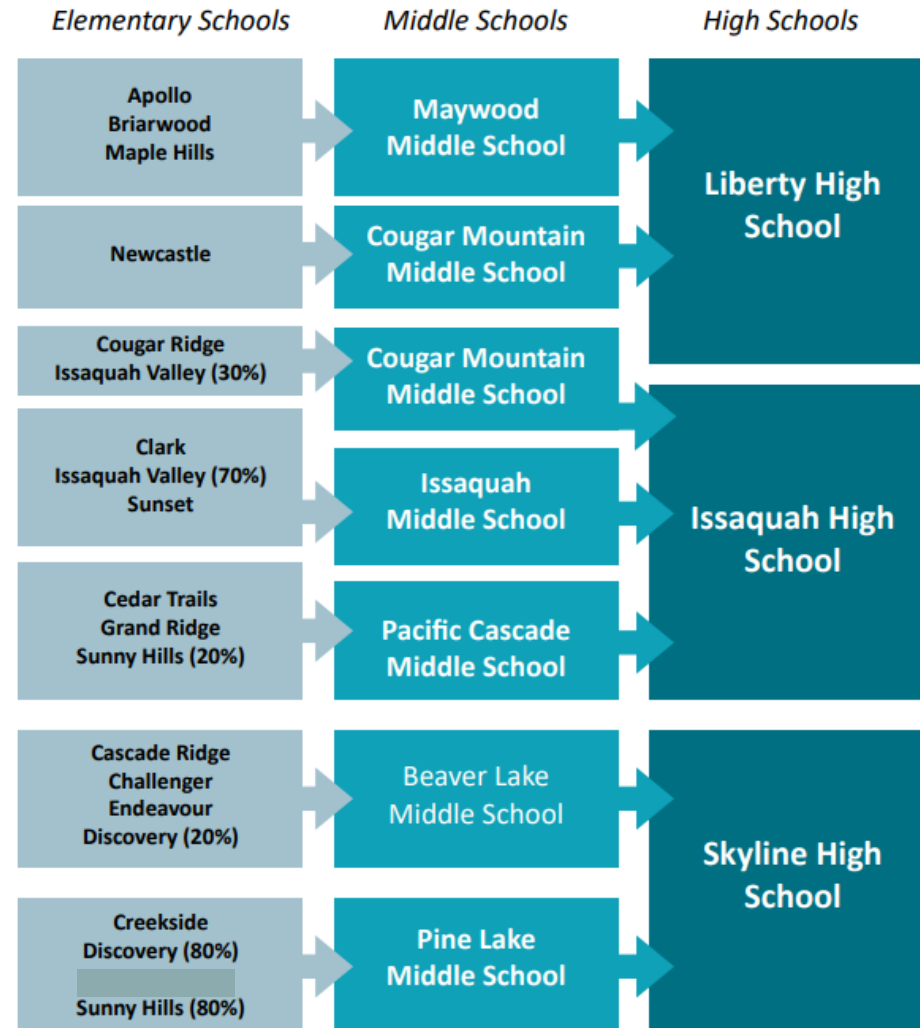 Elementary Schools
Middle Schools
High Schools
Apollo
Briarwood
Maple Hills
Maywood
Middle School
Liberty High
School
Newcastle
Cougar Mountain
Middle School
Cougar Ridge
Issaquah Valley (30%)
Cougar Mountain
Middle School
Issaquah High
School
Clark
Issaquah Valley (70%)
Sunset
Issaquah
Middle School
Cedar Trails
Grand Ridge
Sunny Hills (20%)
Pacific Cascade
Middle School
Cascade Ridge
Challenger
Endeavour
Discovery (20%)
Beaver Lake
Middle School
Skyline High
School
Creekside
Discovery (80%)
Sunny Hills (80%)
Pine Lake
Middle School